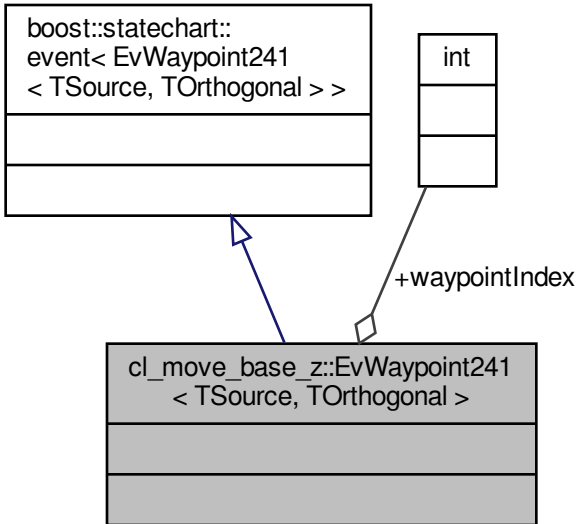 boost::statechart::
event< EvWaypoint241
< TSource, TOrthogonal > >
int
+waypointIndex
cl_move_base_z::EvWaypoint241
< TSource, TOrthogonal >